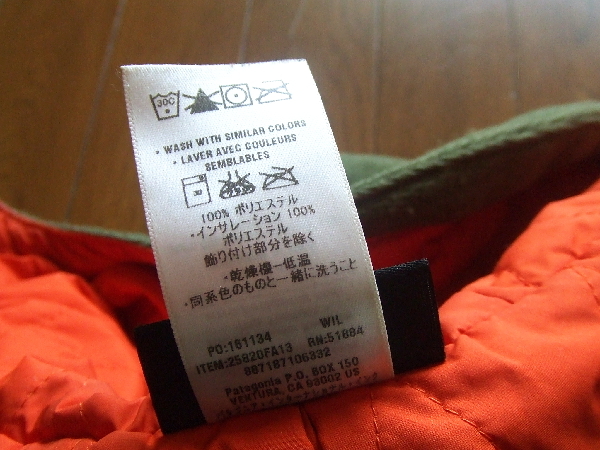 30C
• WASH WITH SIMILAR COLORS
• LAVER AVEC COULEURS
SEMBLABLES
100% ポリエステル
・インサレーション 100%
ポリエステル
飾り付け部分を除く
・乾燥機ー低温
・同系色のものと一緒に洗うこと
PO:161134 WIL
ITEM:25820FA13 RN:51884
887187106332
Patagonia P.O. BOX 150
VENTURA, CA 93002 US